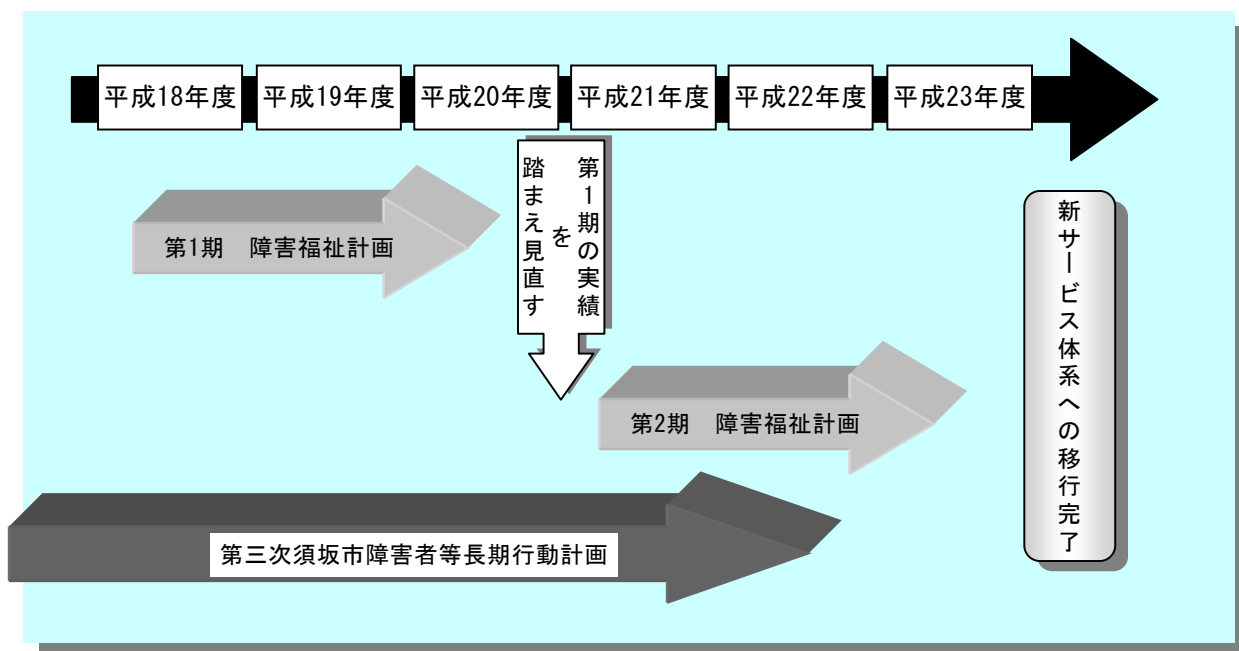 平成18年度
平成19年度
平成20年度
平成21年度
平成22年度
平成23年度
第1期の実績
を
踏まえ見直す
第1期　障害福祉計画
新サービス体系への移行完了
第2期　障害福祉計画
第三次須坂市障害者等長期行動計画